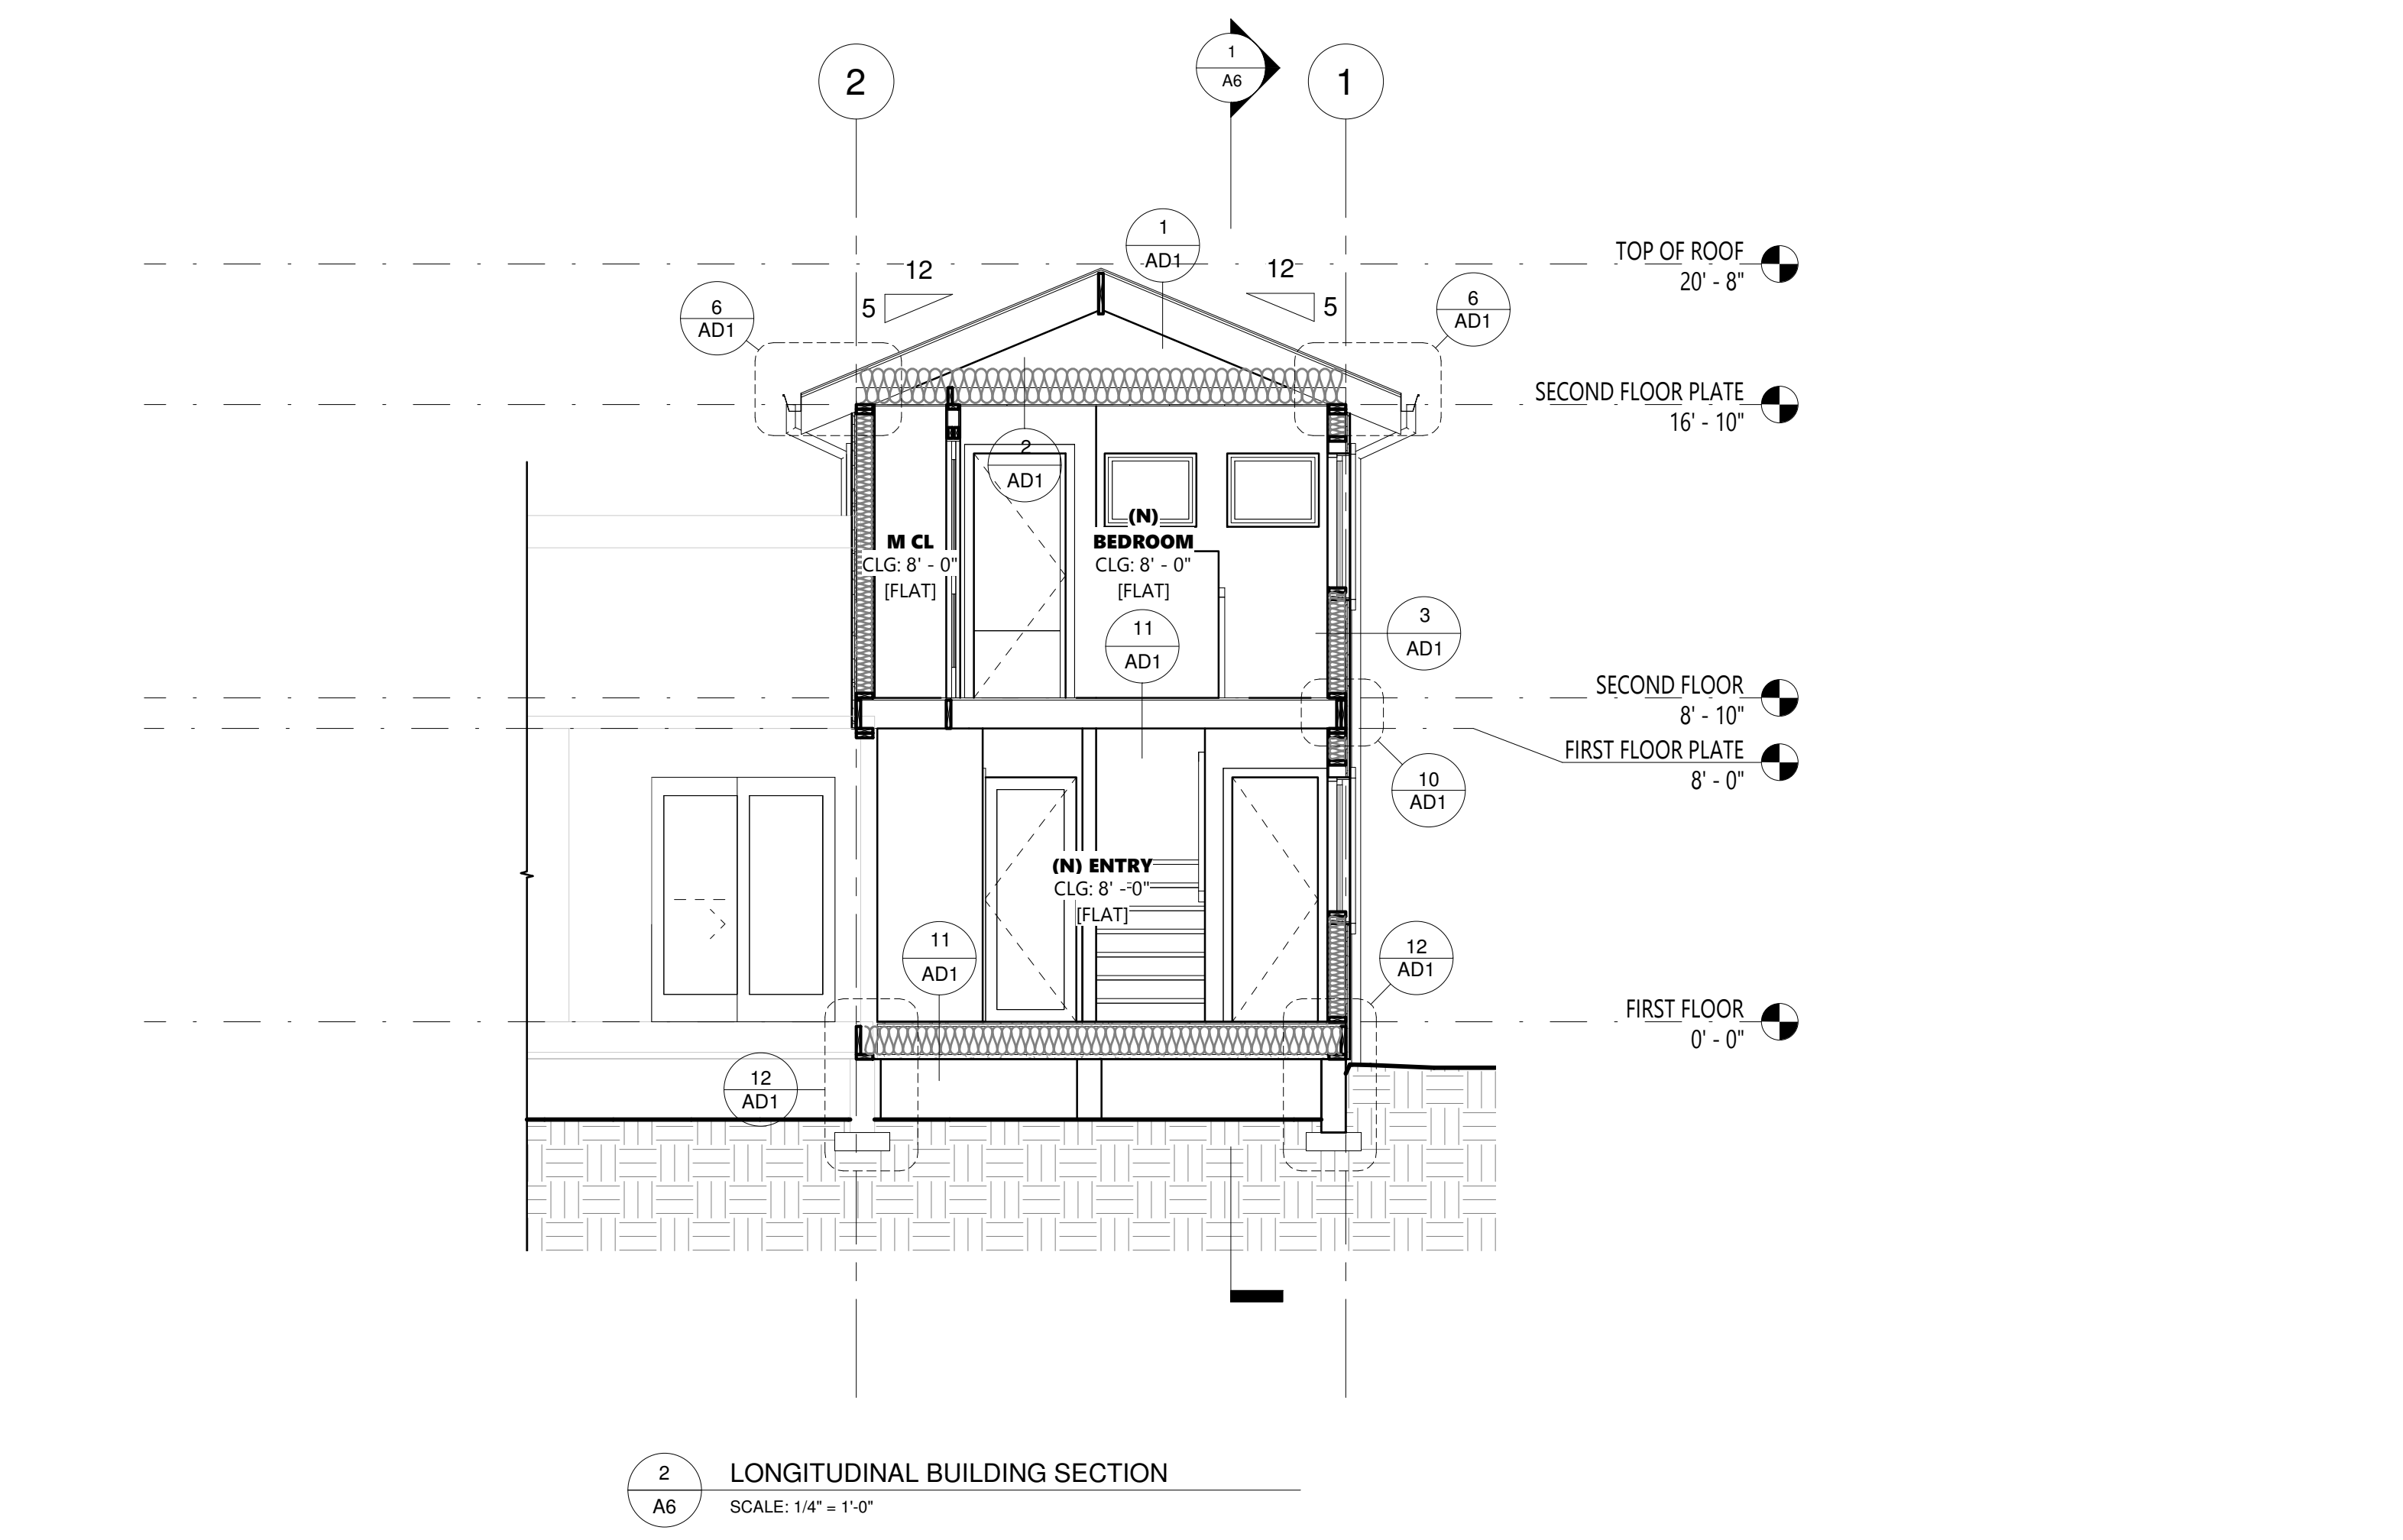 2
1
A6
1
1
AD1
TOP OF ROOF
20' - 8"
12
5
12
5
6
AD1
6
AD1
SECOND FLOOR PLATE
16' - 10"
2
AD1
M CL
CLG: 8' - 0"
[FLAT]
(N)
BEDROOM
CLG: 8' - 0"
[FLAT]
11
AD1
3
AD1
SECOND FLOOR
8' - 10"
FIRST FLOOR PLATE
8' - 0"
10
AD1
(N) ENTRY
CLG: 8' - 0"
[FLAT]
11
AD1
12
AD1
FIRST FLOOR
0' - 0"
12
AD1
2
A6
LONGITUDINAL BUILDING SECTION
SCALE: 1/4" = 1'-0"